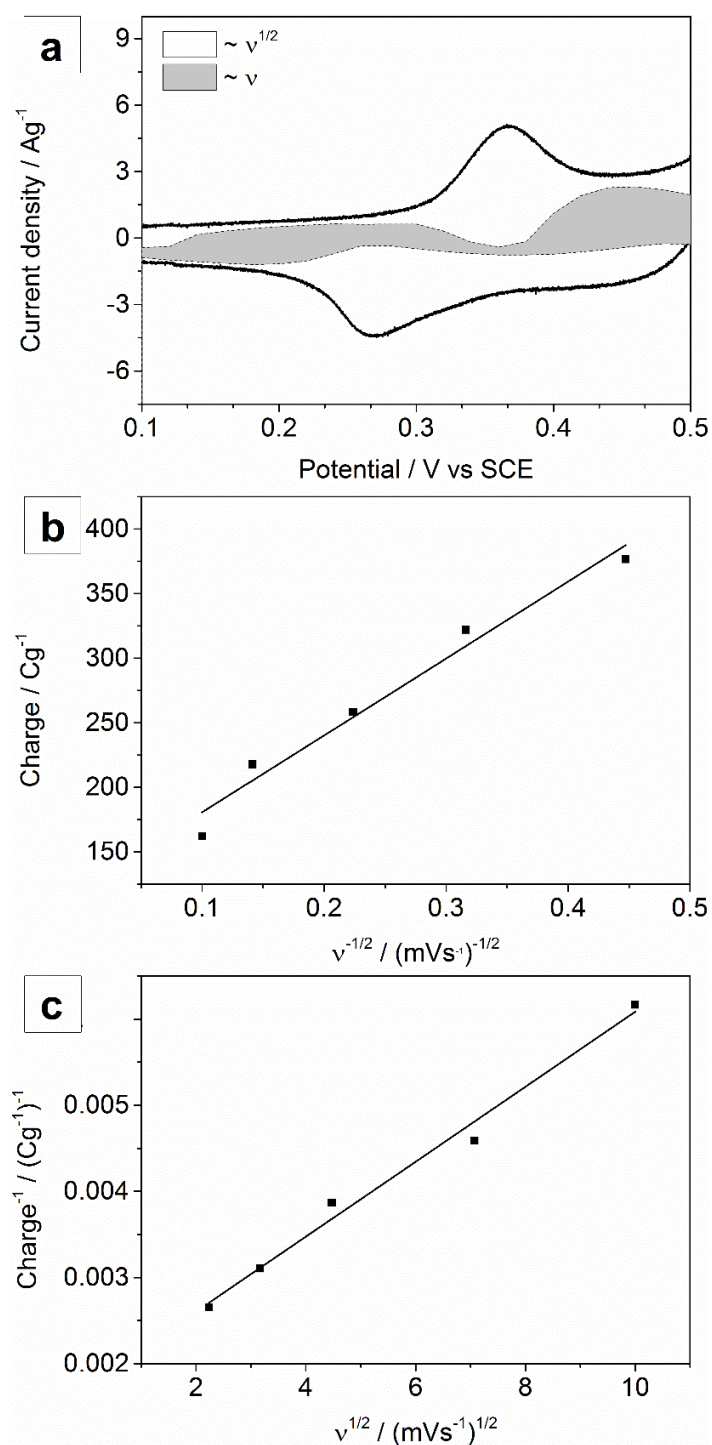 a
~ ν^1/2
~ ν
9
6
3
0
-3
-6
Current density / Ag^-1
0.1 0.2 0.3 0.4 0.5
Potential / V vs SCE
b
400
350
300
250
200
150
Charge / Cg^-1
0.1 0.2 0.3 0.4 0.5
ν^-1/2 / (mVs^-1)^-1/2
c
0.005
0.004
0.003
0.002
Charge^-1 / (Cg^-1)^-1
2 4 6 8 10
ν^1/2 / (mVs^-1)^1/2